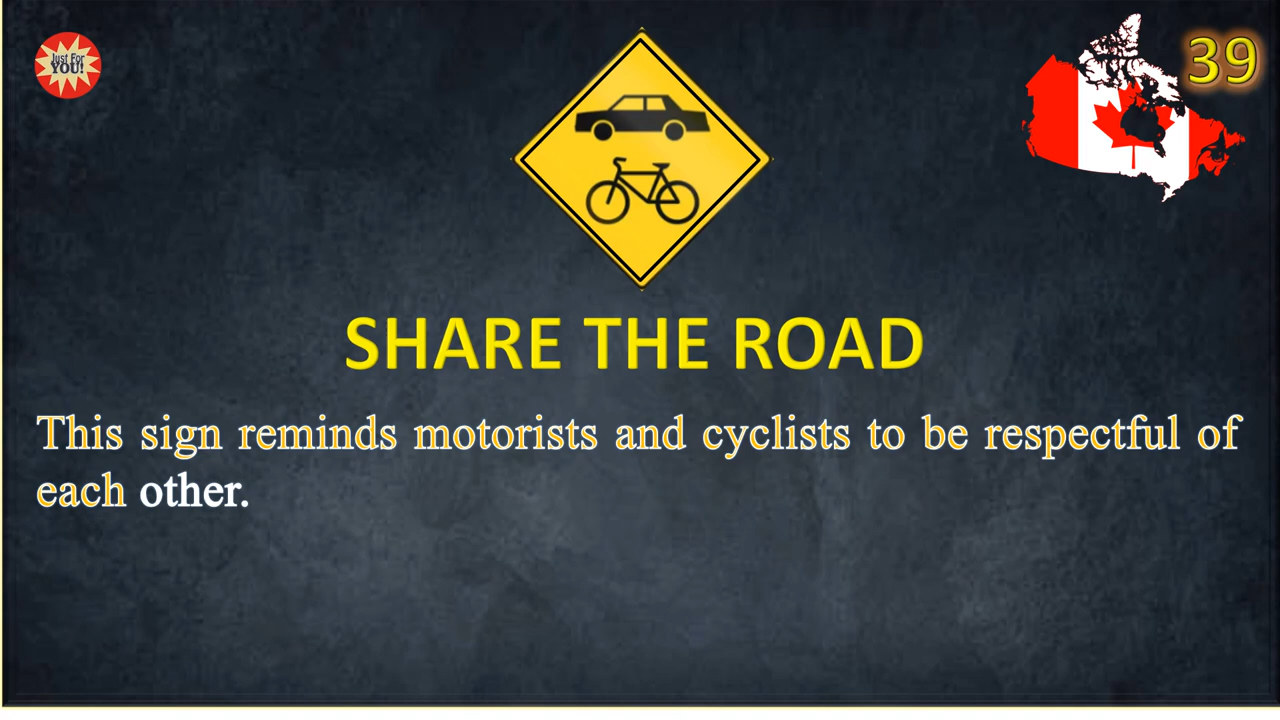 Just For
YOU!
39
SHARE THE ROAD
This sign reminds motorists and cyclists to be respectful of
each other.